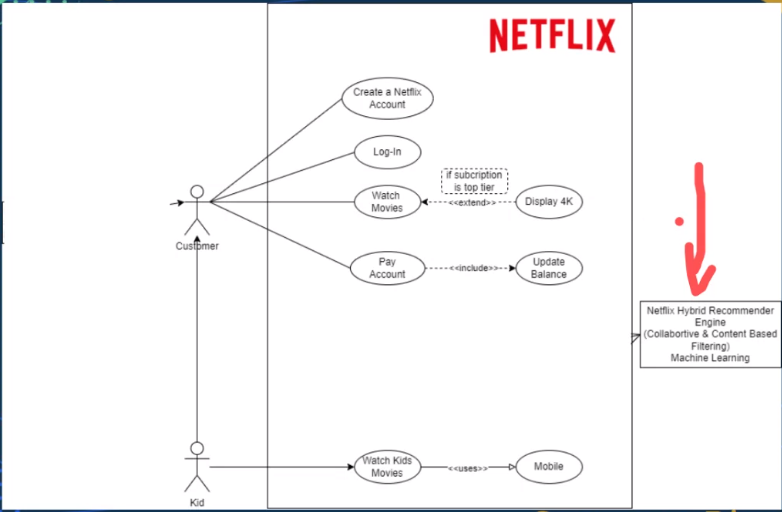 NETFLIX
Create a Netflix
Account
Log-In
if subcription
is top tier
Watch
Movies
<<extend>>
Display 4K
Customer
Pay
Account
<<include>>
Update
Balance
Netflix Hybrid Recommender
Engine
(Collabortive & Content Based
Filtering)
Machine Learning
Watch Kids
Movies
<<uses>>
Mobile
Kid